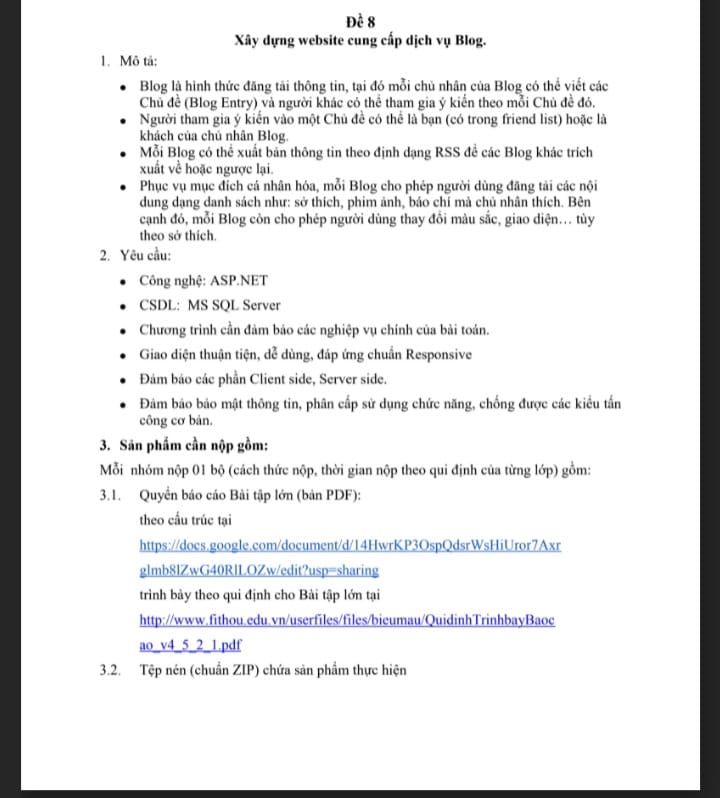 Đề 8
Xây dựng website cung cấp dịch vụ Blog.
1. Mô tả:
• Blog là hình thức đăng tải thông tin, tại đó mỗi chủ nhân của Blog có thể viết các
Chủ đề (Blog Entry) và người khác có thể tham gia ý kiến theo mỗi Chủ đề đó.
• Người tham gia ý kiến vào một Chủ đề có thể là bạn (có trong friend list) hoặc là
khách của chủ nhân Blog.
• Mỗi Blog có thể xuất bản thông tin theo định dạng RSS để các Blog khác trích
xuất về hoặc ngược lại.
• Phục vụ mục đích cá nhân hóa, mỗi Blog cho phép người dùng đăng tải các nội
dung dạng danh sách như: sở thích, phim ảnh, báo chí mà chủ nhân thích. Bên
cạnh đó, mỗi Blog còn cho phép người dùng thay đổi màu sắc, giao diện… tùy
theo sở thích.
2. Yêu cầu:
• Công nghệ: ASP.NET
• CSDL: MS SQL Server
• Chương trình cần đảm bảo các nghiệp vụ chính của bài toán.
• Giao diện thuận tiện, dễ dùng, đáp ứng chuẩn Responsive
• Đảm bảo các phần Client side, Server side.
• Đảm bảo bảo mật thông tin, phân cấp sử dụng chức năng, chống được các kiểu tấn
công cơ bản.
3. Sản phẩm cần nộp gồm:
Mỗi nhóm nộp 01 bộ (cách thức nộp, thời gian nộp theo qui định của từng lớp) gồm:
3.1. Quyển báo cáo Bài tập lớn (bản PDF):
theo cấu trúc tại
https://docs.google.com/document/d/14HwrKP3OspQdsrWsHiUror7Axr
glmb8IZwG40RlLOZw/edit?usp=sharing
trình bày theo qui định cho Bài tập lớn tại
http://www.fithou.edu.vn/userfiles/files/bieumau/QuidinhTrinhbayBaoc
ao_v4_5_2_1.pdf
3.2. Tệp nén (chuẩn ZIP) chứa sản phẩm thực hiện